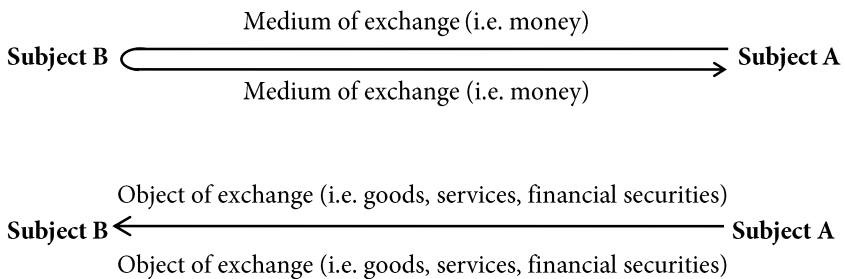 Medium of exchange (i.e. money)
Subject B Subject A
Medium of exchange (i.e. money)
Object of exchange (i.e. goods, services, financial securities)
Subject B Subject A
Object of exchange (i.e. goods, services, financial securities)